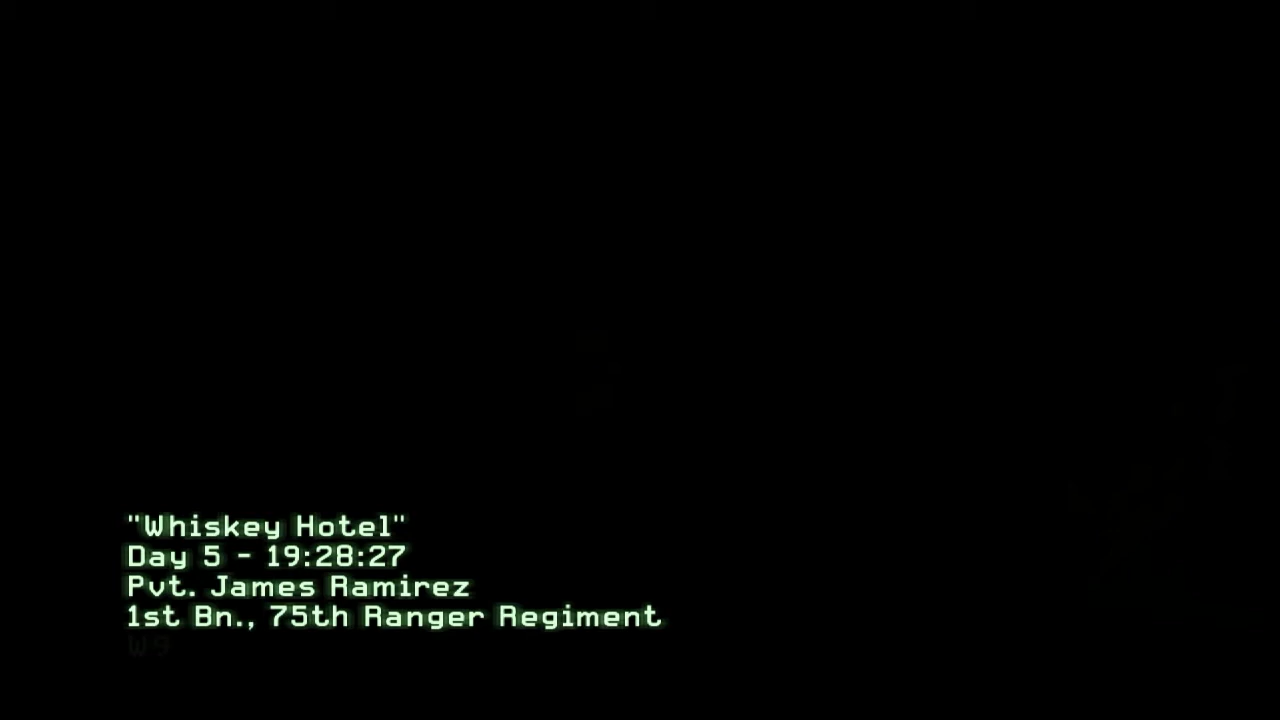 "Whiskey Hotel"
Day 5 - 19:28:27
Pvt. James Ramirez
1st Bn., 75th Ranger Regiment